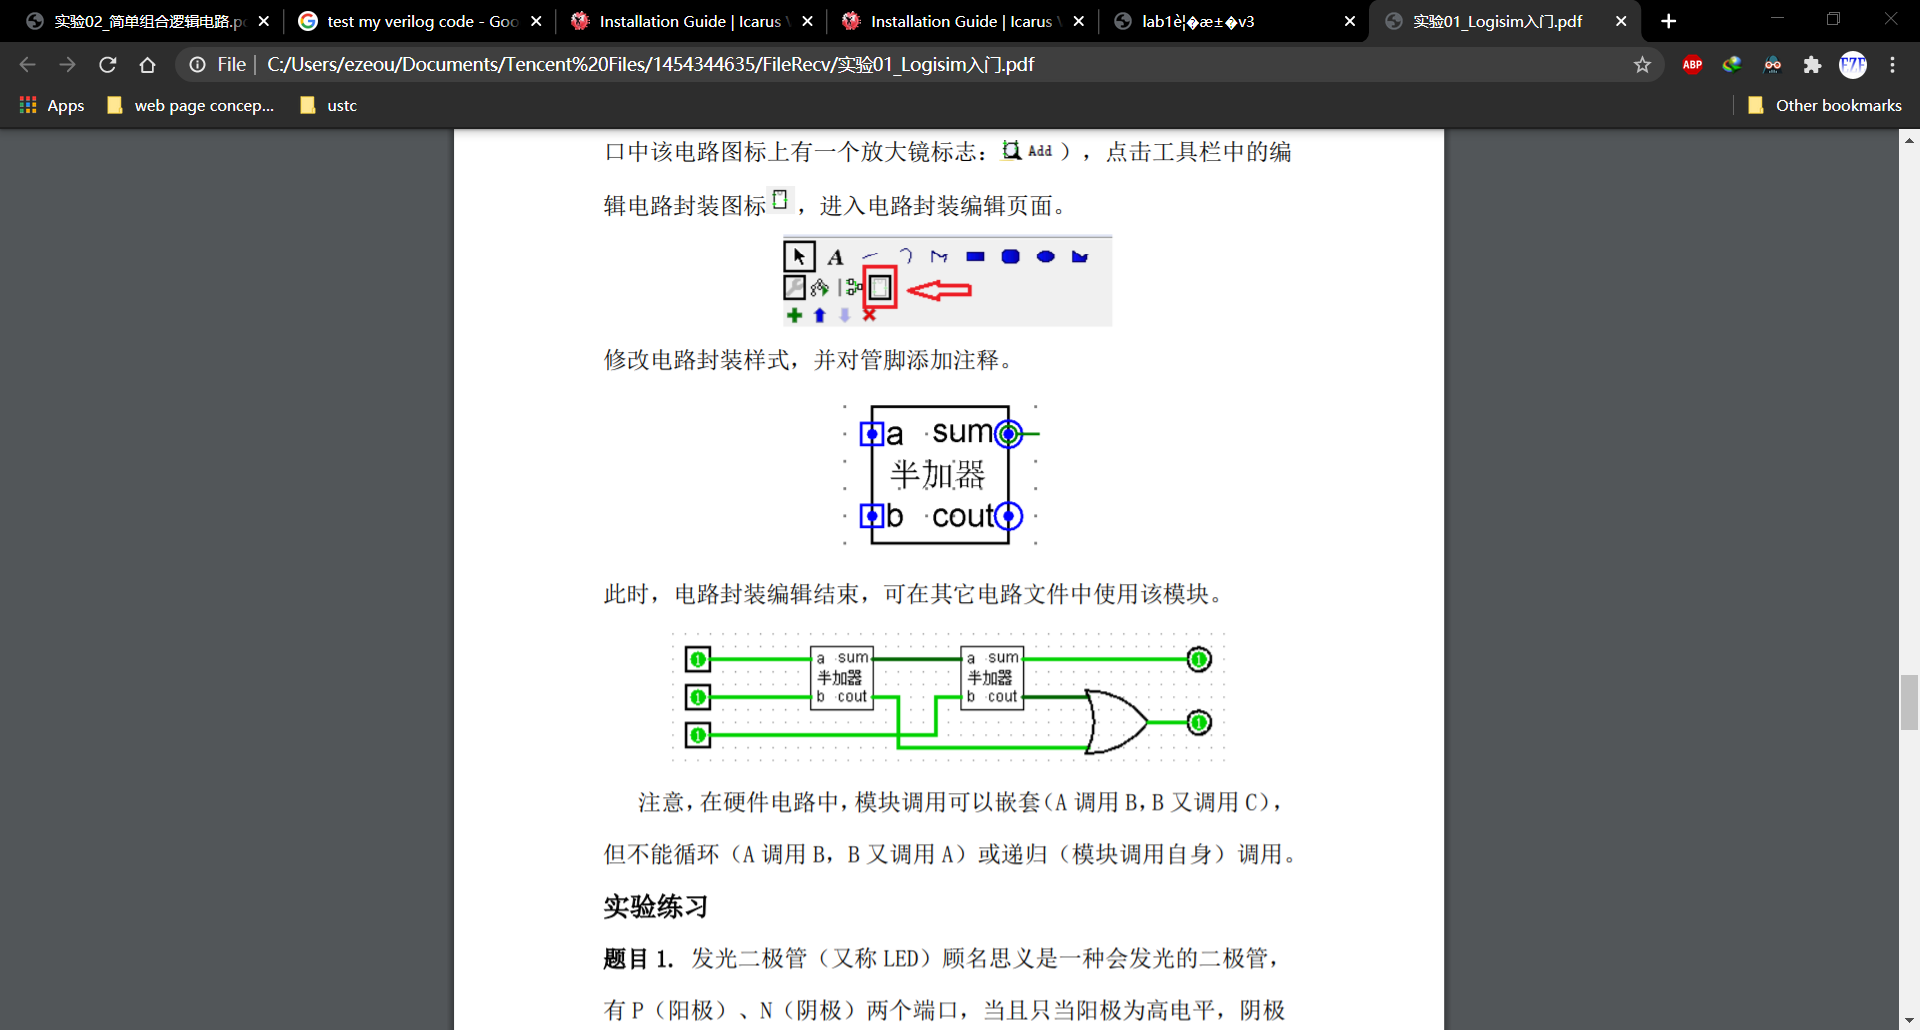 实验02_简单组合逻辑电路.p
test my verilog code - Goo
Installation Guide | Icarus
Installation Guide | Icarus
lab1è¦�æ±�v3
实验01_Logisim入门.pdf
File C:/Users/ezeou/Documents/Tencent%20Files/1454344635/FileRecv/实验01_Logisim入门.pdf
ABP
EZE
Apps web page concep... ustc Other bookmarks
口中该电路图标上有一个放大镜标志： Add ），点击工具栏中的编
辑电路封装图标 ，进入电路封装编辑页面。
A
修改电路封装样式，并对管脚添加注释。
a sum
半加器
b cout
此时，电路封装编辑结束，可在其它电路文件中使用该模块。
1 a sum a sum 1
半加器 半加器
1 b cout b cout
1 1
注意，在硬件电路中，模块调用可以嵌套（A 调用 B，B 又调用 C），
但不能循环（A 调用 B，B 又调用 A）或递归（模块调用自身）调用。
实验练习
题目 1. 发光二极管（又称 LED）顾名思义是一种会发光的二极管，
有 P（阳极）、N（阴极）两个端口，当且只当阳极为高电平，阴极